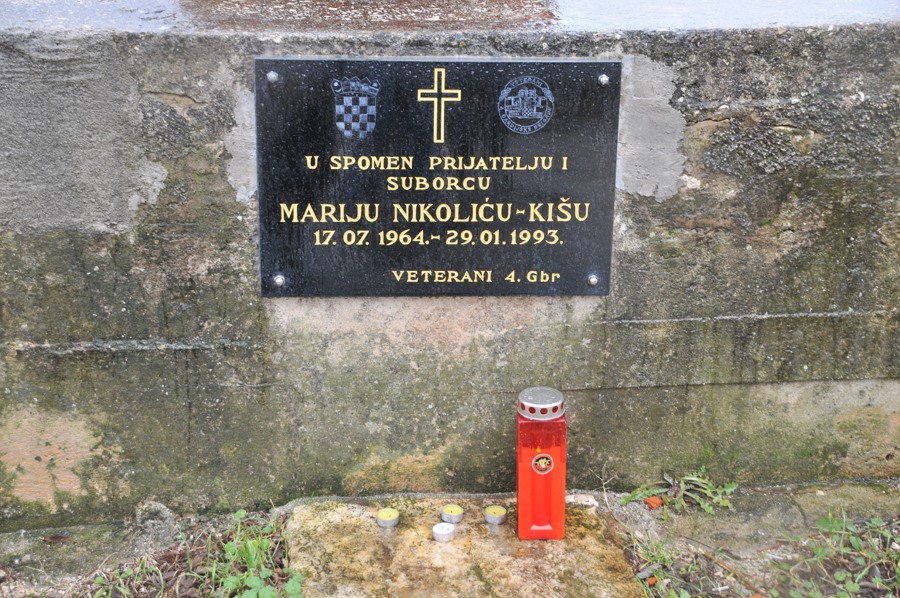 U SPOMEN PRIJATELJU I
SUBORCU
MARIJU NIKOLIĆU-KIŠU
17.07.1964.-29.01.1993.
VETERANI 4. Gbr